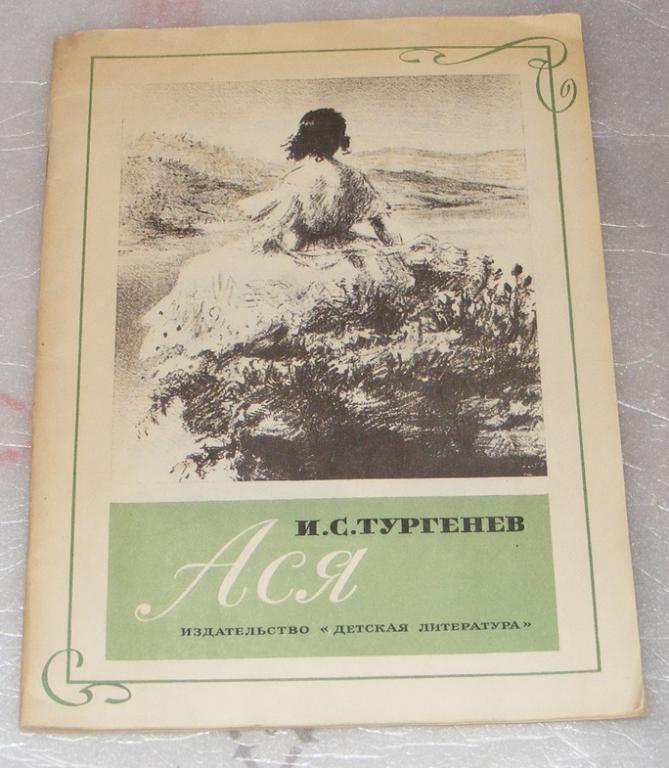 И.С.ТУРГЕНЕВ
Ася
ИЗДАТЕЛЬСТВО «ДЕТСКАЯ ЛИТЕРАТУРА»